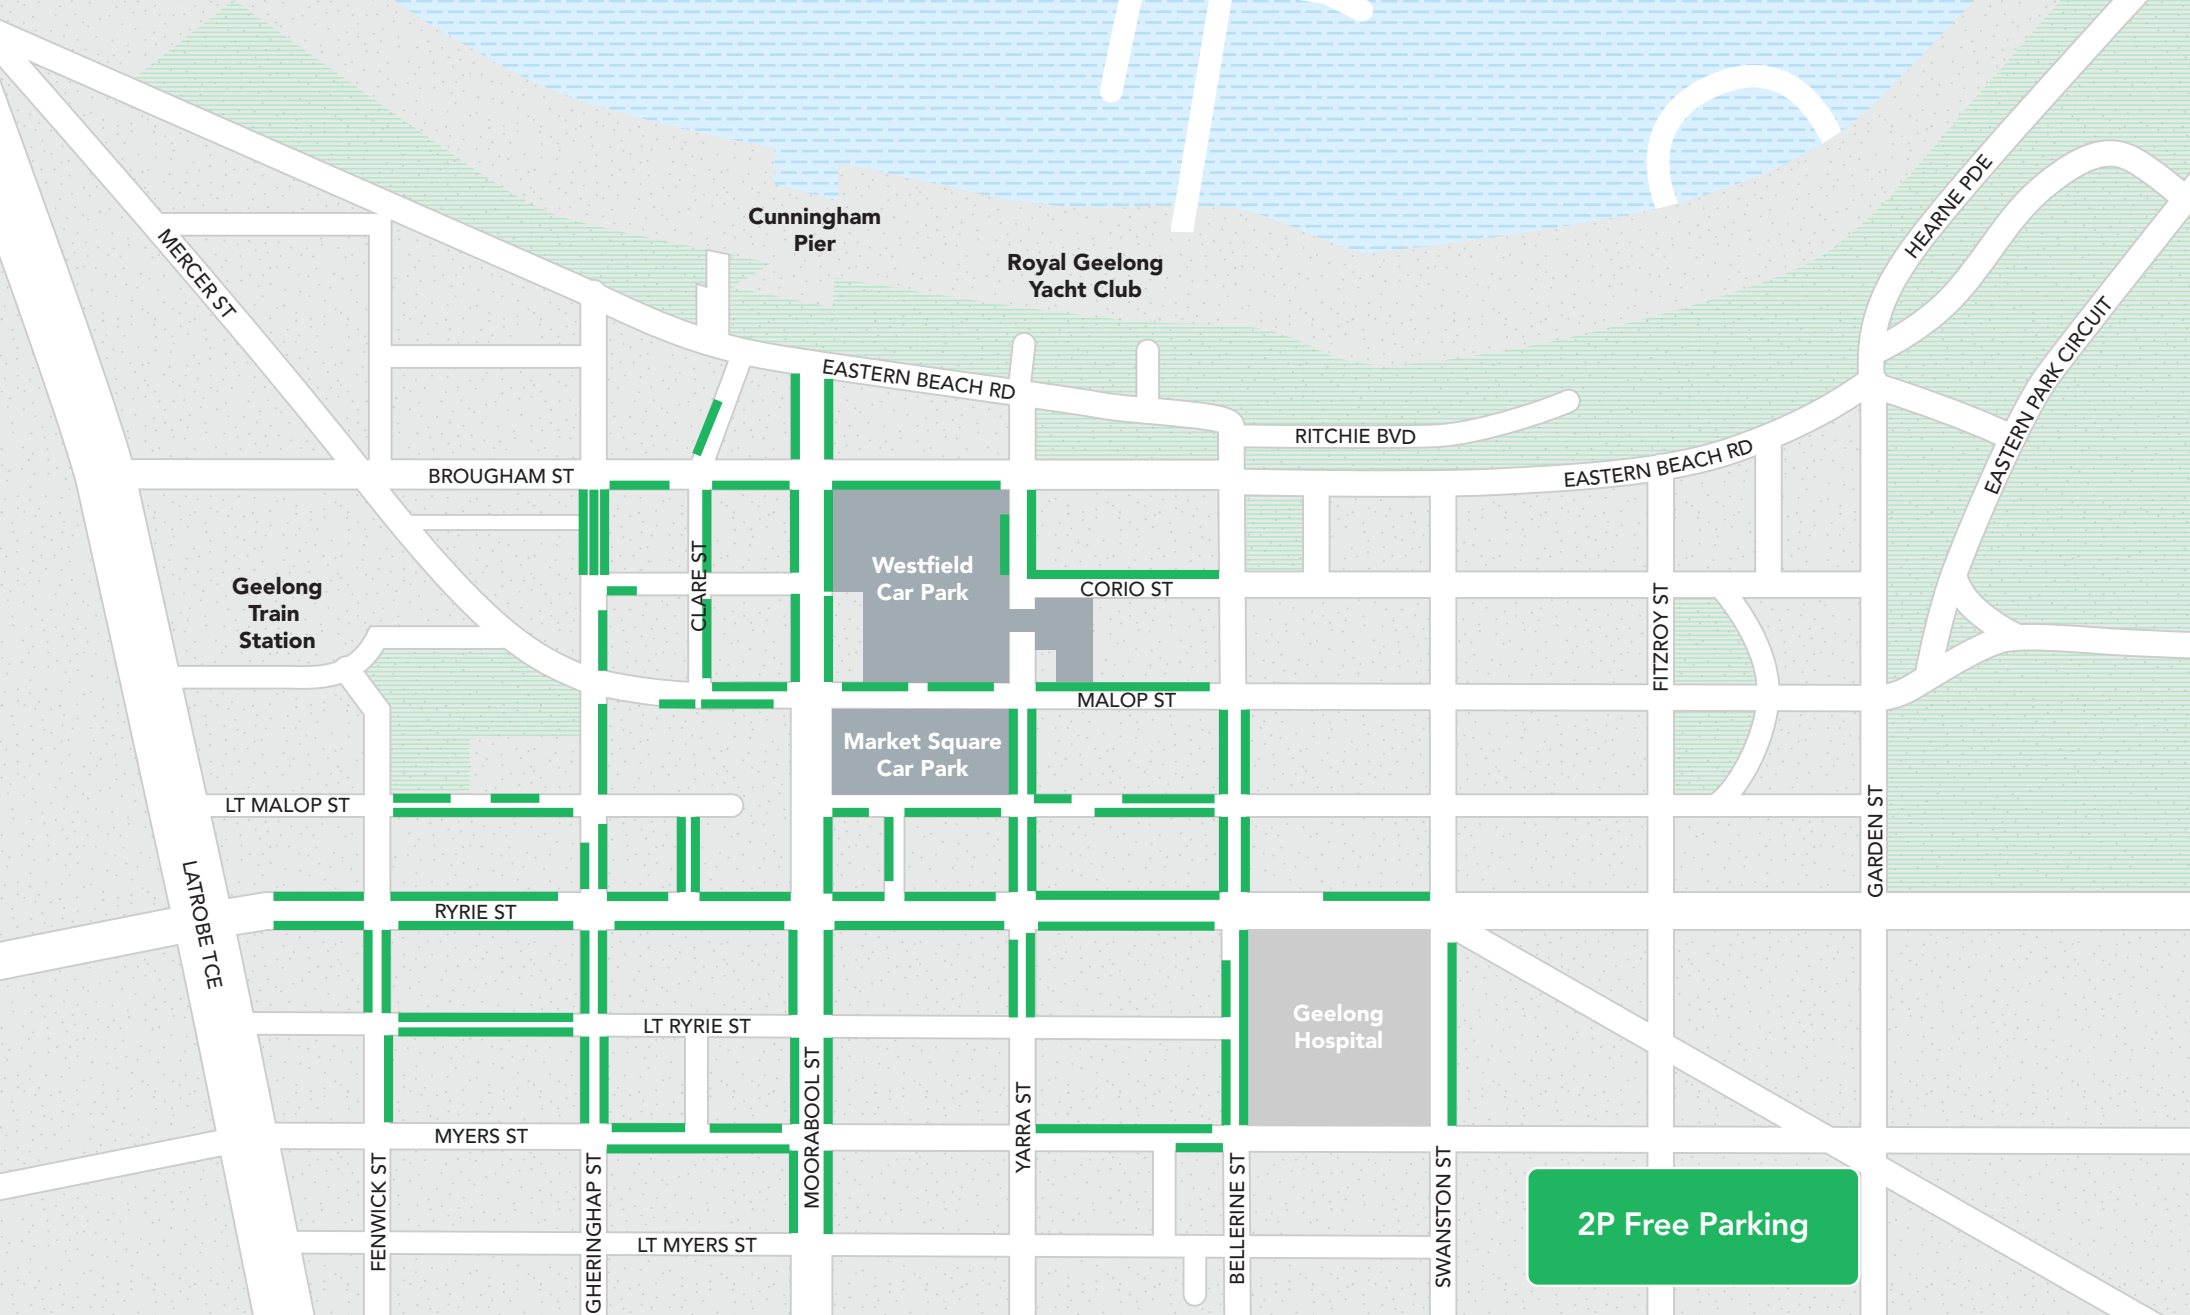 Cunningham
Pier
Royal Geelong
Yacht Club
HEARNE PDE
MERCER ST
EASTERN BEACH RD
EASTERN PARK CIRCUIT
RITCHIE BVD
EASTERN BEACH RD
BROUGHAM ST
Geelong
Train
Station
CLARE ST
Westfield
Car Park
CORIO ST
FITZROY ST
MALOP ST
Market Square
Car Park
LT MALOP ST
GARDEN ST
LATROBE TCE
RYRIE ST
Geelong
Hospital
LT RYRIE ST
MOORABOOL ST
YARRA ST
MYERS ST
FENWICK ST
GHERINGHAP ST
BELLERINE ST
SWANSTON ST
2P Free Parking
LT MYERS ST